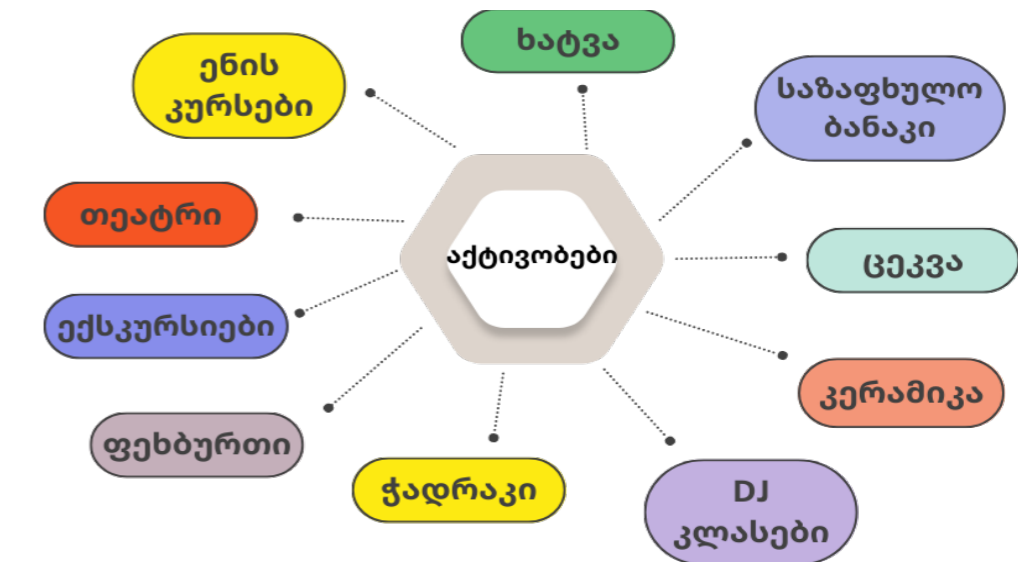 ხატვა
ენის
კურსები
საზაფხულო
ბანაკი
თეატრი
აქტივობები
ცეკვა
ექსკურსიები
კერამიკა
ფეხბურთი
ჭადრაკი
DJ
კლასები